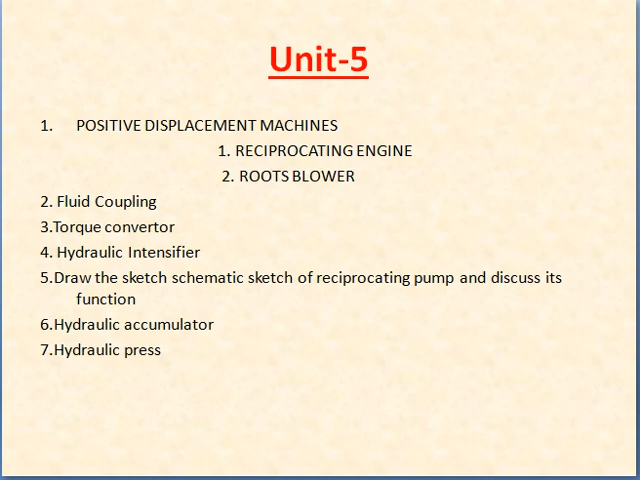 Unit-5
1. POSITIVE DISPLACEMENT MACHINES
1. RECIPROCATING ENGINE
2. ROOTS BLOWER
2. Fluid Coupling
3.Torque convertor
4. Hydraulic Intensifier
5.Draw the sketch schematic sketch of reciprocating pump and discuss its
function
6.Hydraulic accumulator
7.Hydraulic press